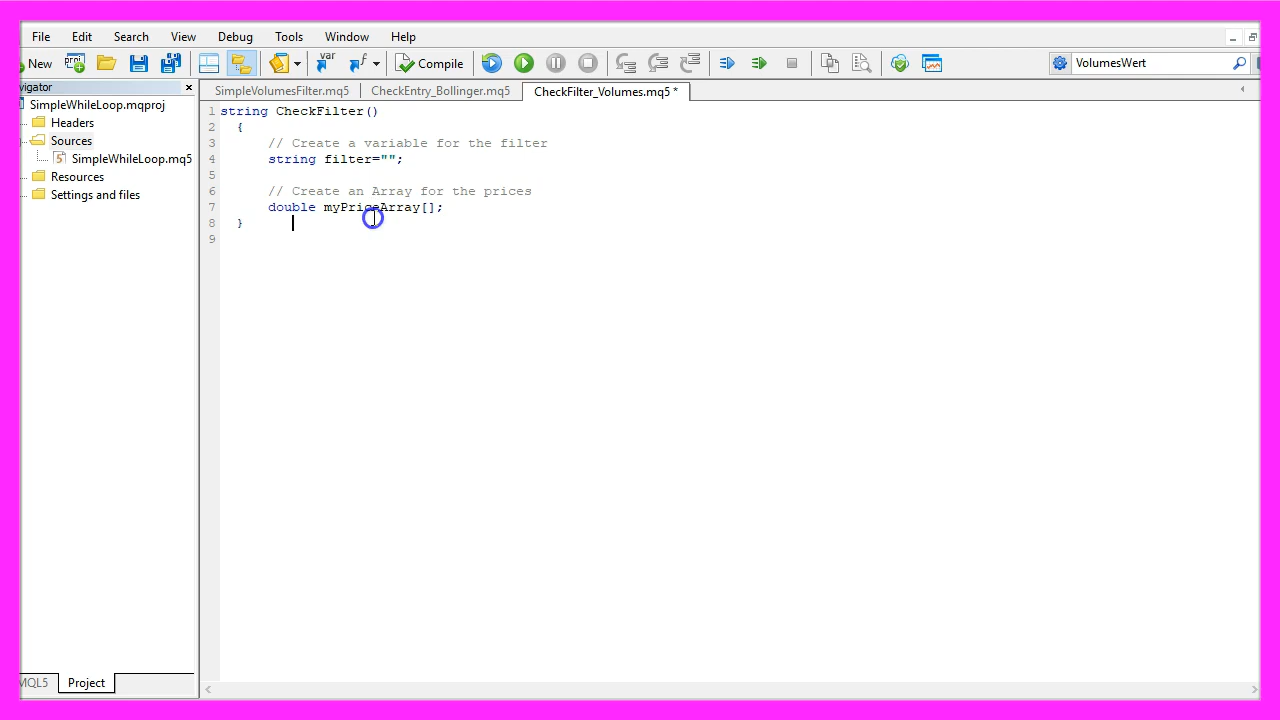 File Edit Search View Debug Tools Window Help
New Compile VolumesWert
vigator SimpleVolumesFilter.mq5 CheckEntry_Bollinger.mq5 CheckFilter_Volumes.mq5 *
SimpleWhileLoop.mqproj
Headers
Sources
SimpleWhileLoop.mq5
Resources
Settings and files
1 string CheckFilter()
2 {
3 // Create a variable for the filter
4 string filter="";
5
6 // Create an Array for the prices
7 double myPriceArray[];
8 }
9
MQL5 Project